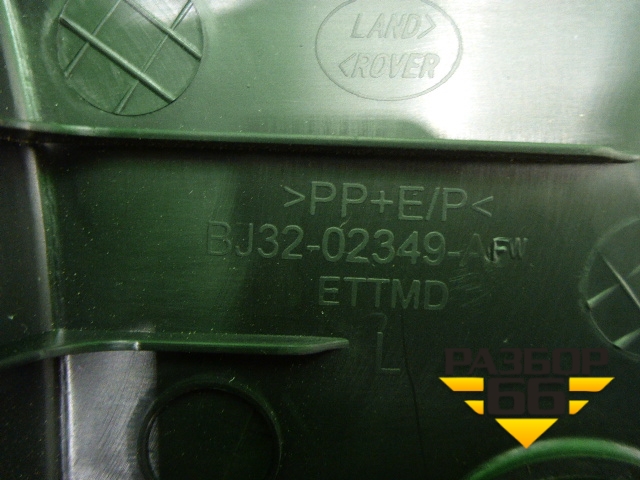 LAND>
<ROVER
>PP+E/P<
BJ32-02349-AFW
ETTMD
L
РАЗБОР
66